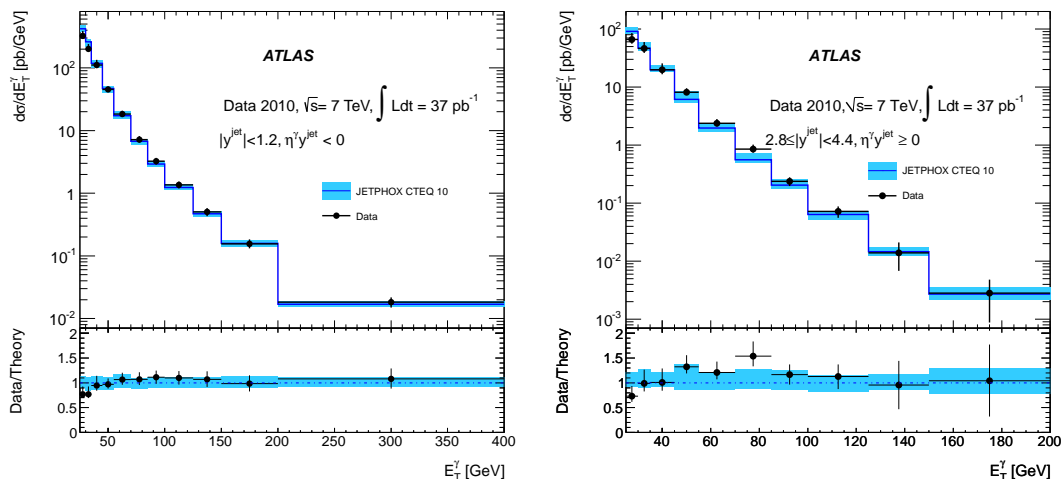 dσ/dE_T^γ [pb/GeV]
10²
10
1
10⁻¹
10⁻²
ATLAS
Data 2010, √s= 7 TeV, ∫ Ldt = 37 pb⁻¹
|y^jet|<1.2, η^γy^jet < 0
JETPHOX CTEQ 10
Data
Data/Theory
2
1.5
1
0.5
0
50 100 150 200 250 300 350 400
E_T^γ [GeV]
dσ/dE_T^γ [pb/GeV]
10²
10
1
10⁻¹
10⁻²
10⁻³
ATLAS
Data 2010, √s= 7 TeV, ∫ Ldt = 37 pb⁻¹
2.8≤|y^jet|<4.4, η^γy^jet ≥ 0
JETPHOX CTEQ 10
Data
Data/Theory
2
1.5
1
0.5
0
40 60 80 100 120 140 160 180 200
E_T^γ [GeV]